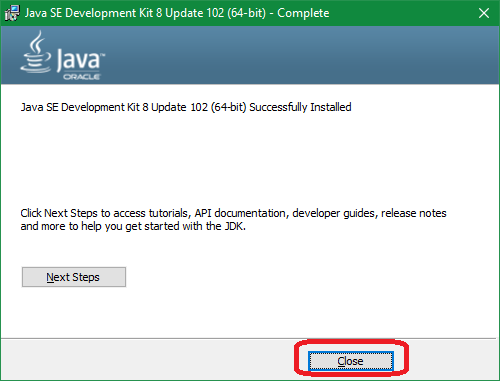 Java SE Development Kit 8 Update 102 (64-bit) - Complete
Java™
ORACLE
Java SE Development Kit 8 Update 102 (64-bit) Successfully Installed
Click Next Steps to access tutorials, API documentation, developer guides, release notes
and more to help you get started with the JDK.
Next Steps
Close